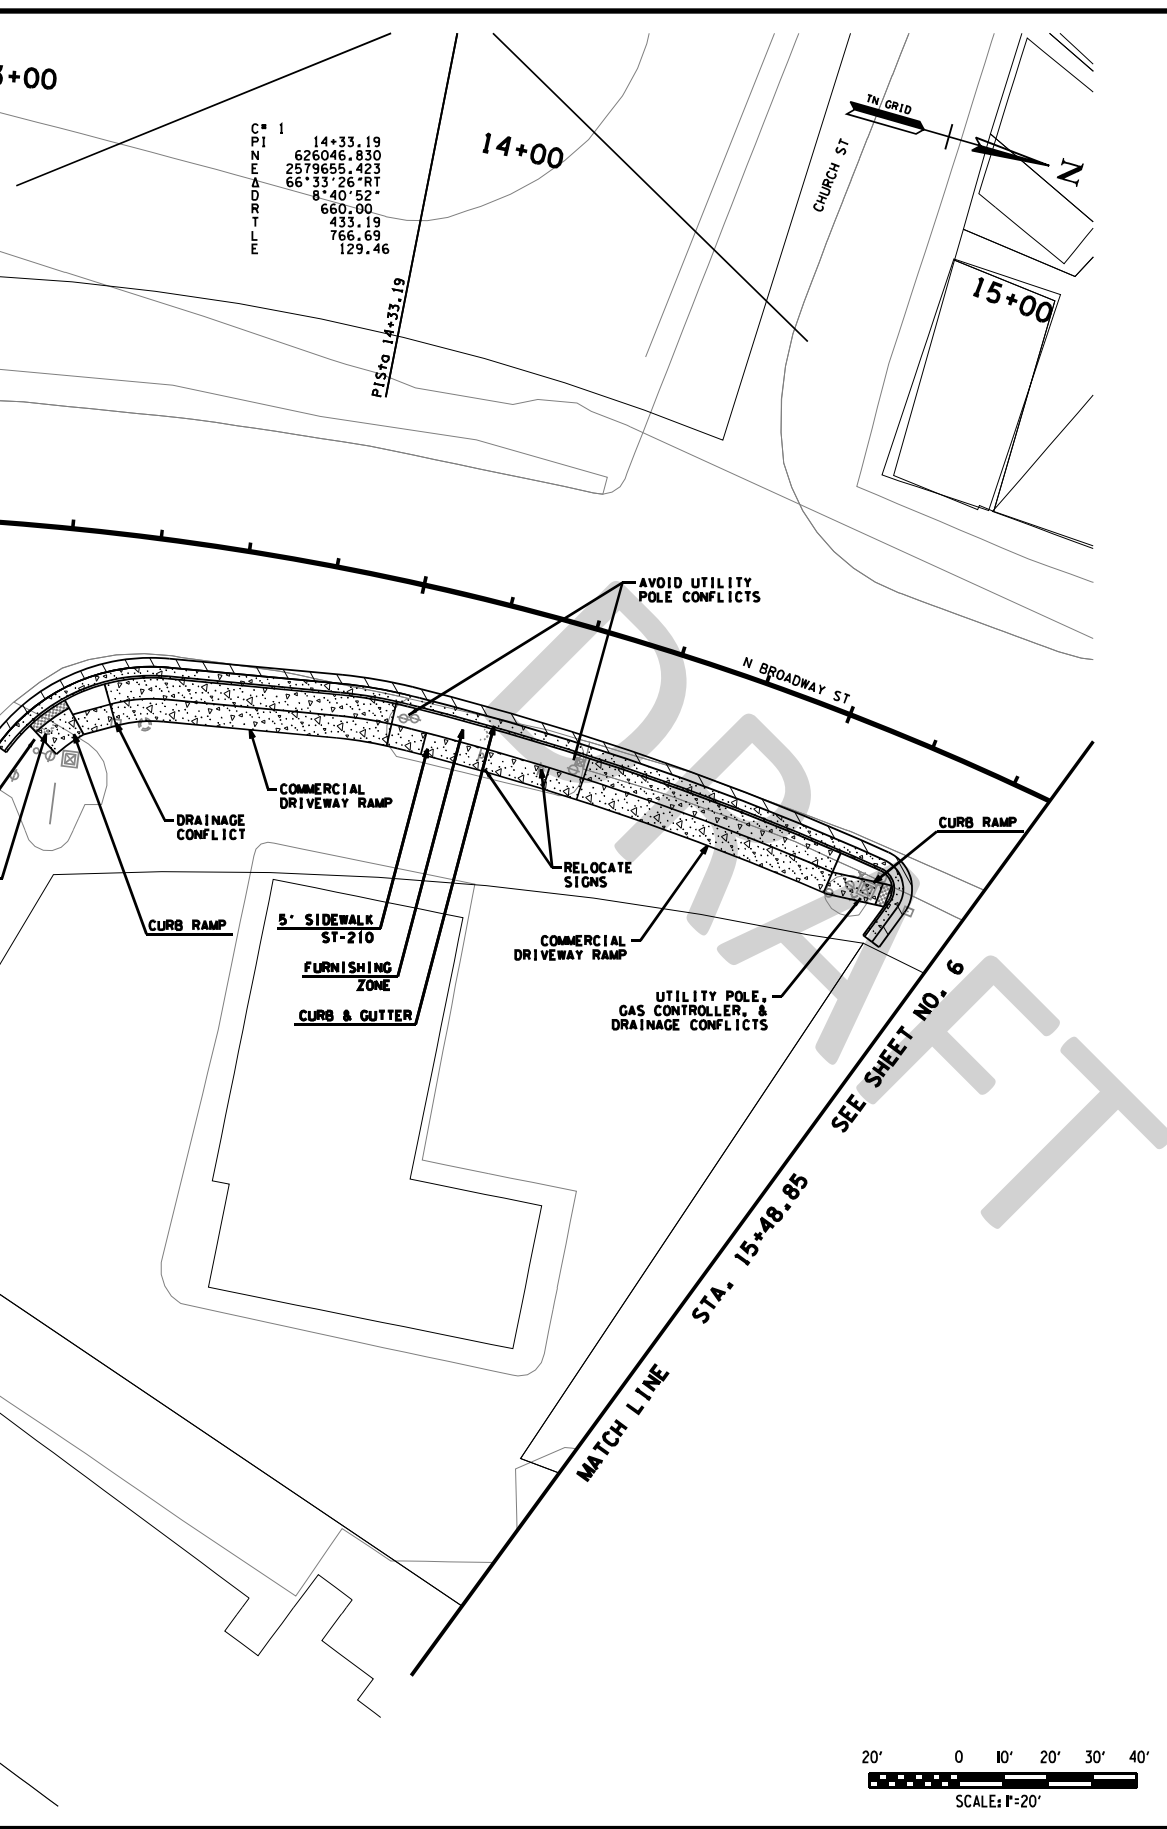 3+00
C# 1
PI 14+33.19
N 626046.830
E 2579655.423
Δ 66°33'26"RT
D 8°40'52"
R 660.00
T 433.19
L 766.69
E 129.46
14+00
PISta 14+33.19
CHURCH ST
TN GRID
N
15+00
AVOID UTILITY
POLE CONFLICTS
N BROADWAY ST
COMMERCIAL
DRIVEWAY RAMP
DRAINAGE
CONFLICT
CURB RAMP
RELOCATE
SIGNS
CURB RAMP
5' SIDEWALK
ST-210
FURNISHING
ZONE
CURB & GUTTER
COMMERCIAL
DRIVEWAY RAMP
UTILITY POLE,
GAS CONTROLLER, &
DRAINAGE CONFLICTS
DRAFT
MATCH LINE STA. 15+48.85 SEE SHEET NO. 6
20' 0 10' 20' 30' 40'
SCALE: 1"=20'